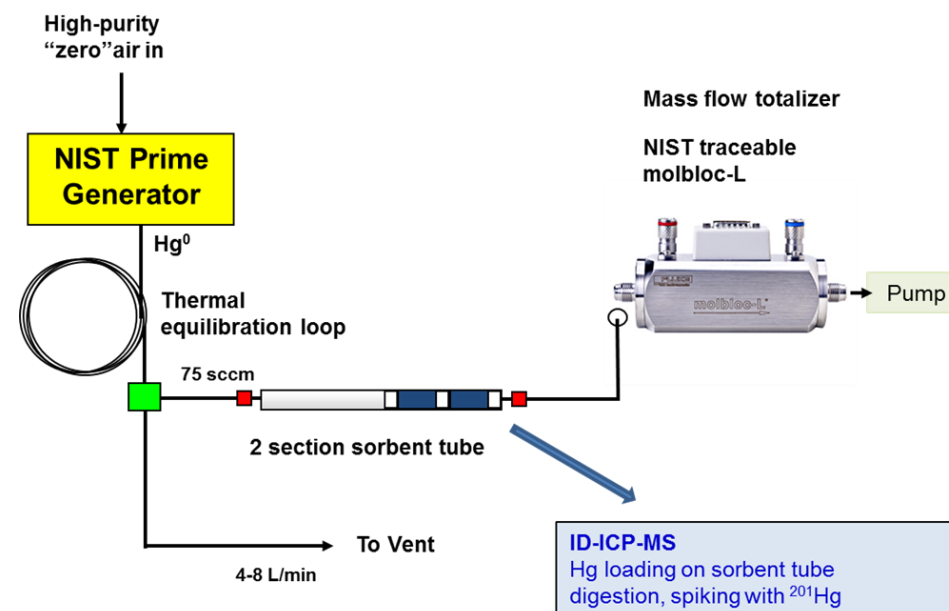 High-purity
“zero”air in
NIST Prime
Generator
Hg⁰
Thermal
equilibration loop
75 sccm
2 section sorbent tube
To Vent
4-8 L/min
Mass flow totalizer
NIST traceable
molbloc-L
molbloc-L
Pump
ID-ICP-MS
Hg loading on sorbent tube
digestion, spiking with ²⁰¹Hg